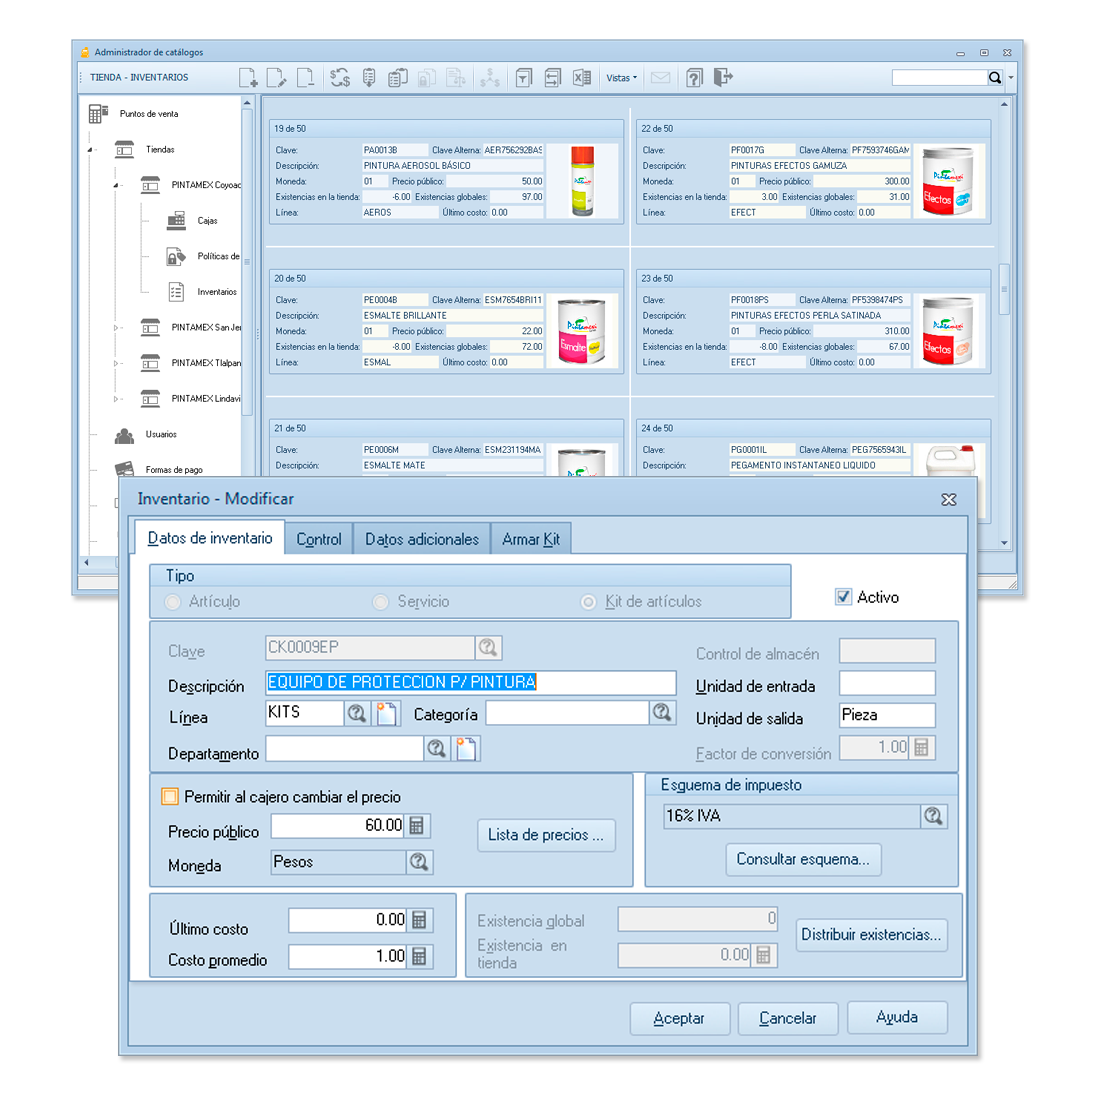 Administrador de catálogos
TIENDA - INVENTARIOS
Vistas
Puntos de venta
Tiendas
PINTAMEX Coyoac
Cajas
Políticas de
Inventarios
PINTAMEX San Jer
PINTAMEX Tlalpan
PINTAMEX Lindavi
Usuarios
Formas de pago
19 de 50
Clave: PA0013B Clave Alterna: AER756292BAS
Descripción: PINTURA AEROSOL BÁSICO
Moneda: 01 Precio público: 50.00
Existencias en la tienda: -6.00 Existencias globales: 97.00
Línea: AEROS Último costo: 0.00
22 de 50
Clave: PF0017G Clave Alterna: PF7593746GAM
Descripción: PINTURAS EFECTOS GAMUZA
Moneda: 01 Precio público: 300.00
Existencias en la tienda: 3.00 Existencias globales: 31.00
Línea: EFECT Último costo: 0.00
Efectos
20 de 50
Clave: PE0004B Clave Alterna: ESM7654BRI11
Descripción: ESMALTE BRILLANTE
Moneda: 01 Precio público: 22.00
Existencias en la tienda: -8.00 Existencias globales: 72.00
Línea: ESMAL Último costo: 0.00
Pintamex
Esmalte
23 de 50
Clave: PF0018PS Clave Alterna: PF5398474PS
Descripción: PINTURAS EFECTOS PERLA SATINADA
Moneda: 01 Precio público: 310.00
Existencias en la tienda: -8.00 Existencias globales: 67.00
Línea: EFECT Último costo: 0.00
Efectos
21 de 50
Clave: PE0006M Clave Alterna: ESM231194MA
Descripción: ESMALTE MATE
24 de 50
Clave: PG0001IL Clave Alterna: PEG7565943IL
Descripción: PEGAMENTO INSTANTANEO LIQUIDO
Inventario - Modificar
Datos de inventario
Control
Datos adicionales
Armar Kit
Tipo
Artículo
Servicio
Kit de artículos
Activo
Clave CK0009EP
Descripción EQUIPO DE PROTECCION P/ PINTURA
Línea KITS Categoría
Departamento
Control de almacén
Unidad de entrada
Unidad de salida Pieza
Factor de conversión 1.00
Permitir al cajero cambiar el precio
Precio público 60.00
Lista de precios ...
Moneda Pesos
Esquema de impuesto
16% IVA
Consultar esquema...
Último costo 0.00
Costo promedio 1.00
Existencia global 0
Existencia en
tienda 0.00
Distribuir existencias...
Aceptar
Cancelar
Ayuda